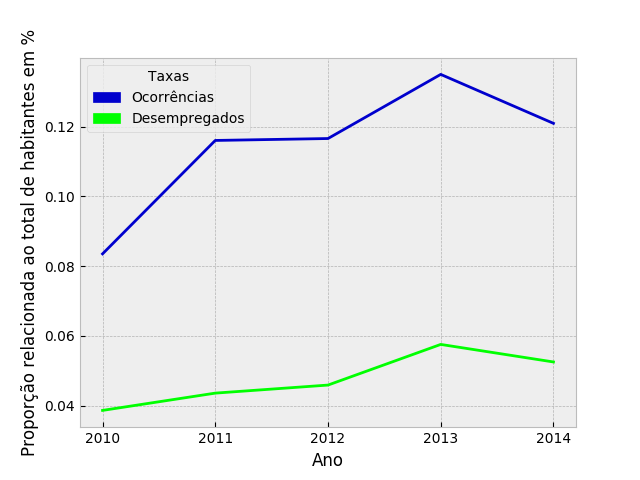 Proporção relacionada ao total de habitantes em %
Taxas
Ocorrências
Desempregados
0.12
0.10
0.08
0.06
0.04
2010 2011 2012 2013 2014
Ano